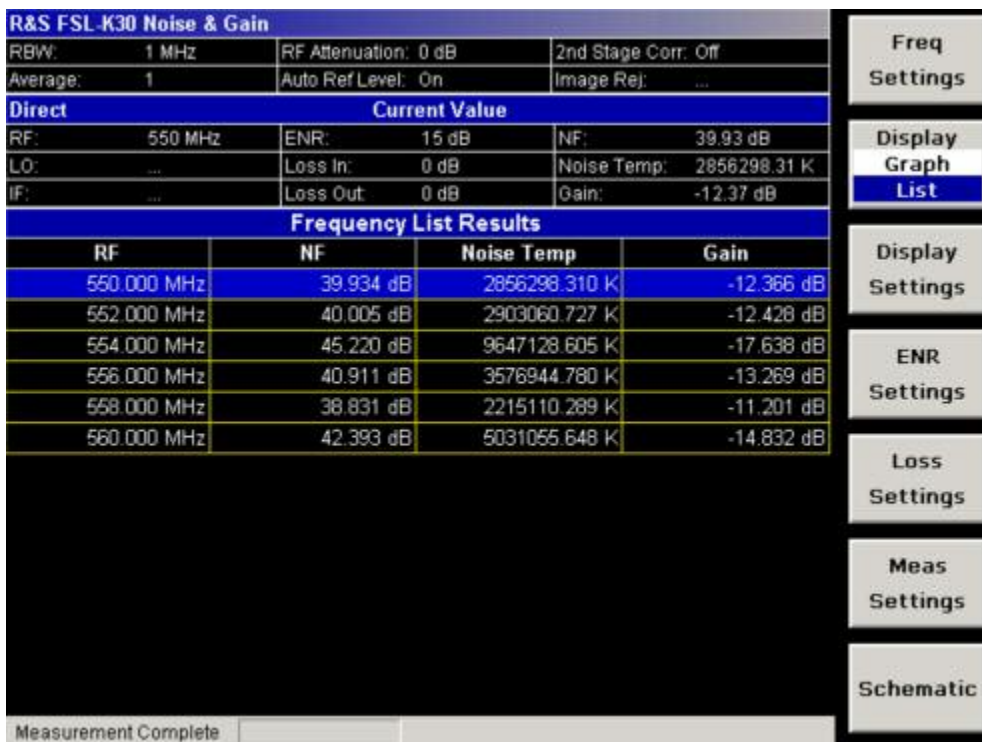 R&S FSL-K30 Noise & Gain
RBW: 1 MHz RF Attenuation: 0 dB 2nd Stage Corr: Off
Average: 1 Auto Ref Level: On Image Rej: ...
Direct Current Value
RF: 550 MHz ENR: 15 dB NF: 39.93 dB
LO: ... Loss In: 0 dB Noise Temp: 2856298.31 K
IF: ... Loss Out: 0 dB Gain: -12.37 dB
Frequency List Results
RF NF Noise Temp Gain
550.000 MHz 39.934 dB 2856298.310 K -12.366 dB
552.000 MHz 40.005 dB 2903060.727 K -12.428 dB
554.000 MHz 45.220 dB 9647128.605 K -17.638 dB
556.000 MHz 40.911 dB 3576944.780 K -13.269 dB
558.000 MHz 38.831 dB 2215110.289 K -11.201 dB
560.000 MHz 42.393 dB 5031055.648 K -14.832 dB
Measurement Complete
Freq
Settings
Display
Graph
List
Display
Settings
ENR
Settings
Loss
Settings
Meas
Settings
Schematic